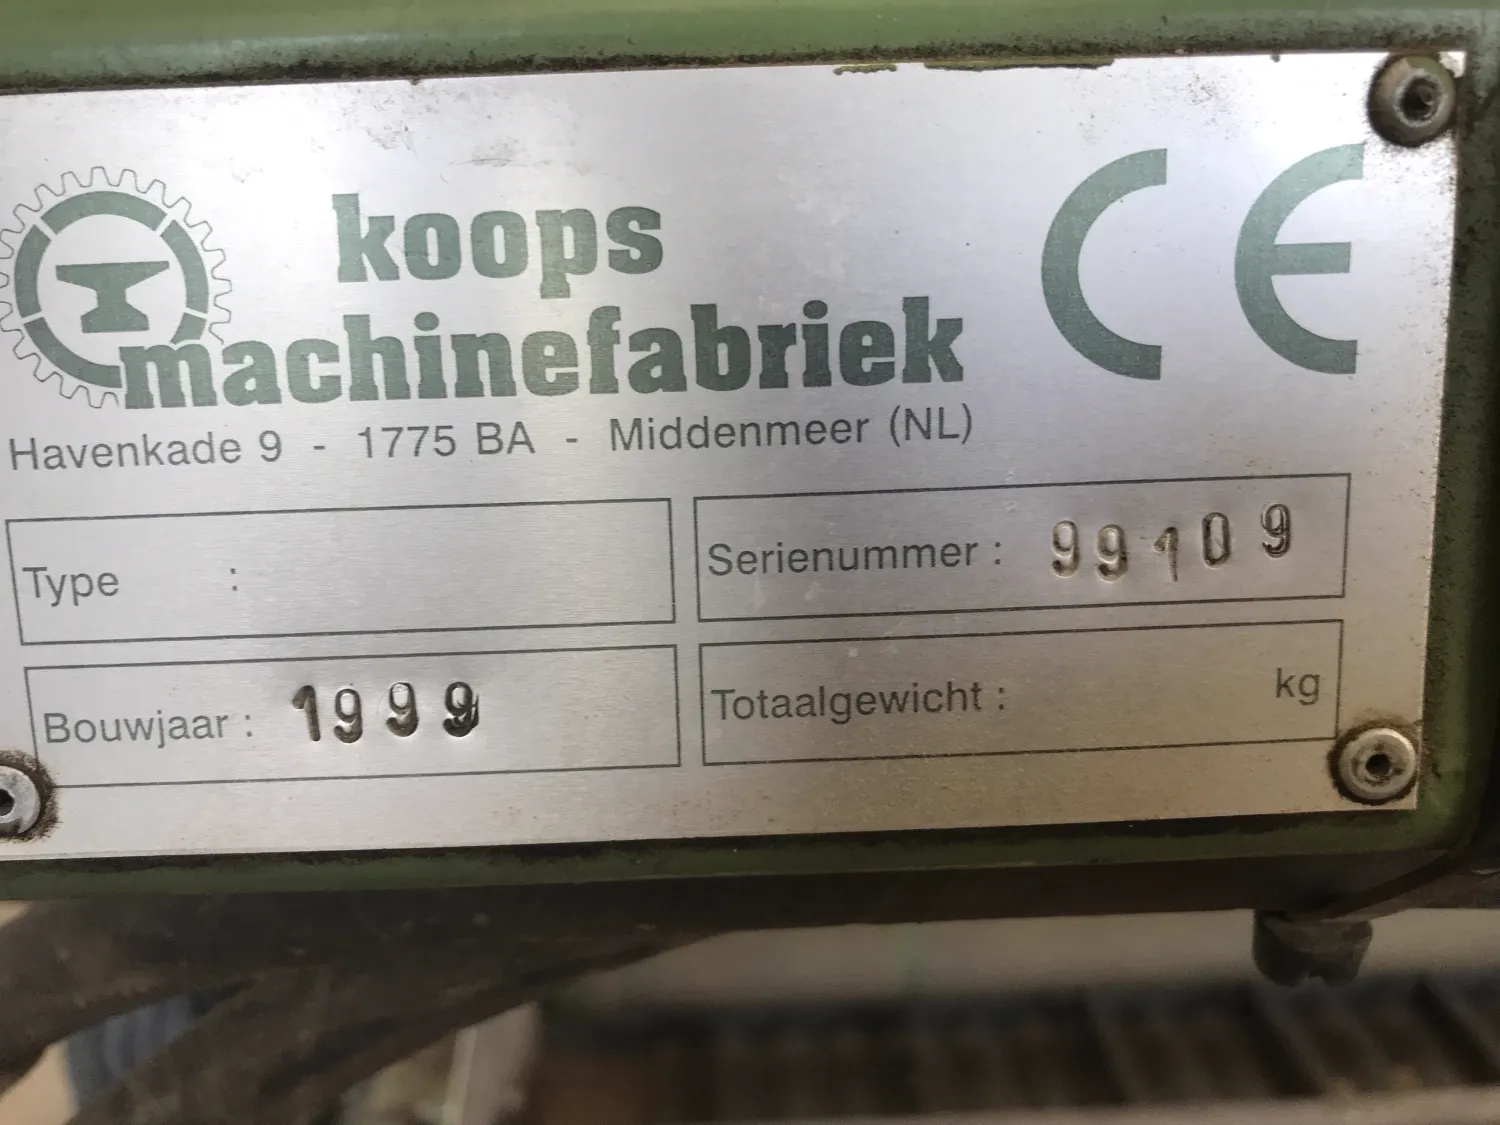 koops
machinefabriek
CE
Havenkade 9 - 1775 BA - Middenmeer (NL)
Type :
Serienummer : 99109
Bouwjaar : 1999
Totaalgewicht : kg